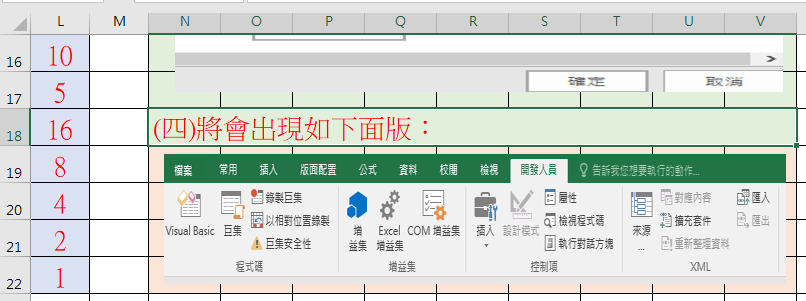 L M N O P Q R S T U V
16 10
確定 取消
17 5
18 16 (四)將會出現如下面版：
19 8
檔案 常用 插入 版面配置 公式 資料 校閱 檢視 開發人員 告訴我您想要執行的動作...
20 4
21 2
22 1
Visual Basic
巨集
錄製巨集
以相對位置錄製
巨集安全性
程式碼
增
益集
Excel
增益集
COM 增益集
增益集
插入
設計模式
屬性
檢視程式碼
執行對話方塊
控制項
來源
...
對應內容
擴充套件
重新整理資料
匯入
匯出
XML